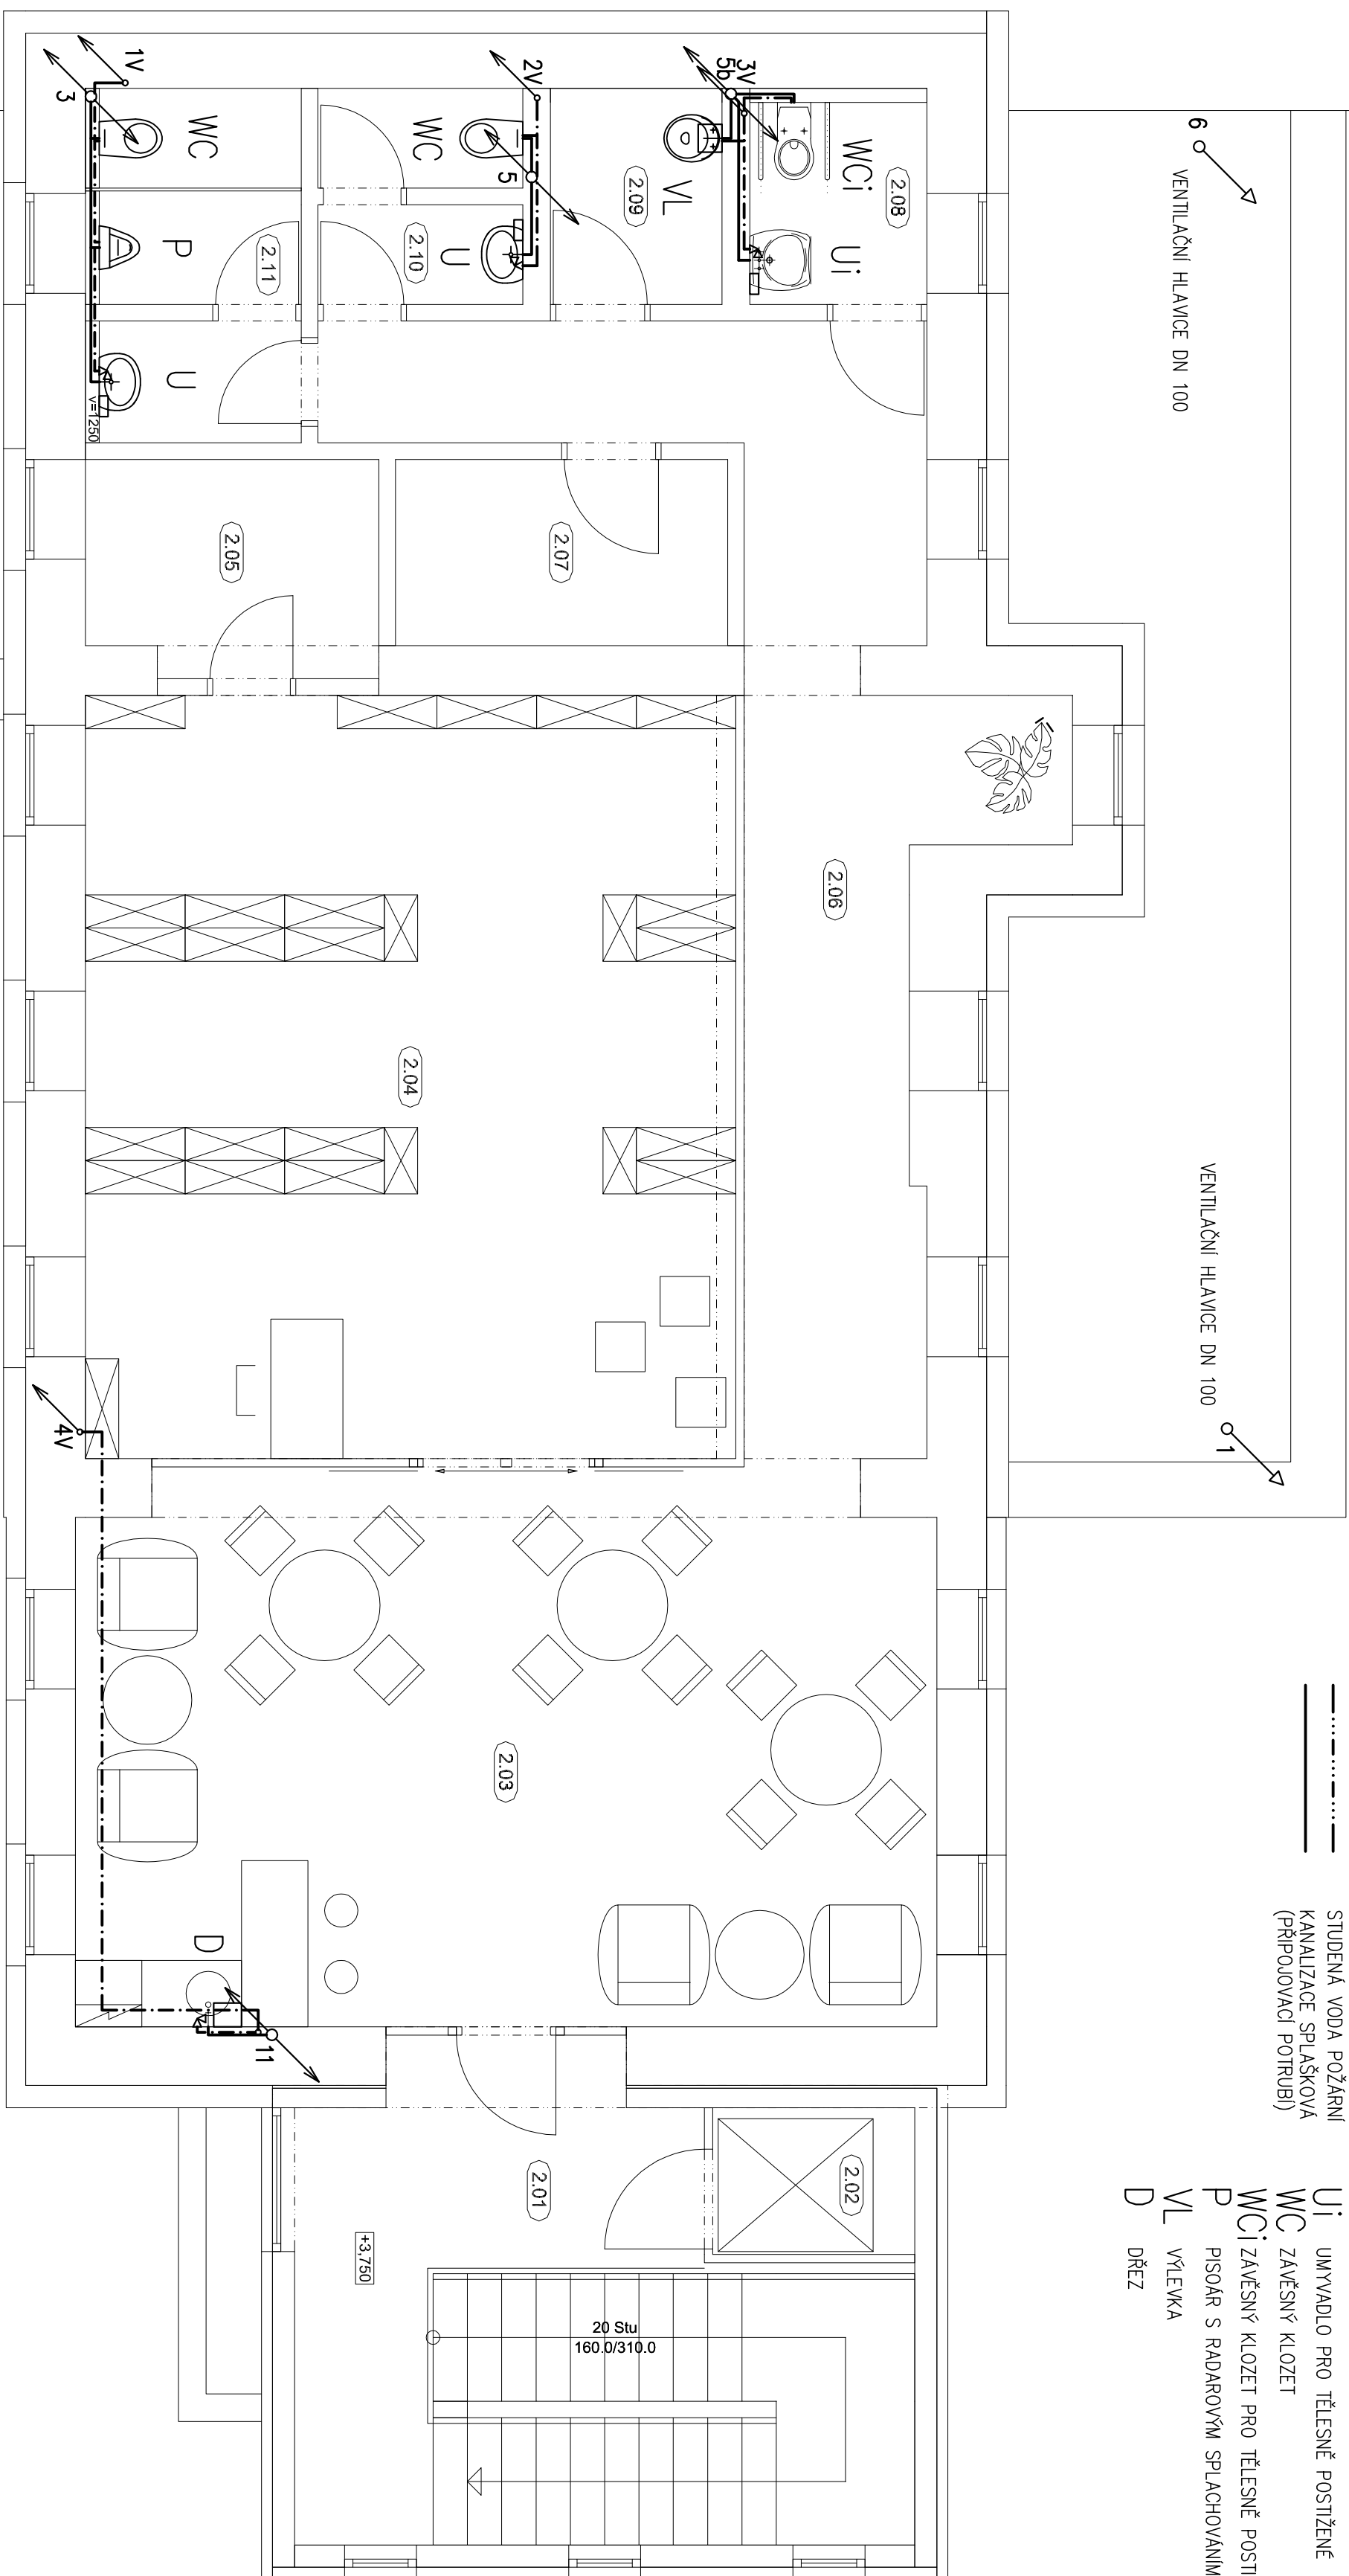 STUDENÁ VODA POŽÁRNÍ
KANALIZACE SPLAŠKOVÁ
(PŘIPOJOVACÍ POTRUBÍ)
Ui UMYVADLO PRO TĚLESNĚ POSTIŽENÉ
WC ZÁVĚSNÝ KLOZET
WCi ZÁVĚSNÝ KLOZET PRO TĚLESNĚ
P PISOÁR S RADAROVÝM SPLACHOVÁNÍM
VL VÝLEVKA
D DŘEZ
6
VENTILAČNÍ HLAVICE DN 100
VENTILAČNÍ HLAVICE DN 100
1
3V
5b
WCi
2.08
Ui
VL
2.09
2V
5
WC
2.10
U
1V
3
WC
P
2.11
U
v=1250
2.05
2.07
2.06
2.04
4V
2.03
D
11
2.01
2.02
+3,750
20 Stu
160.0/310.0